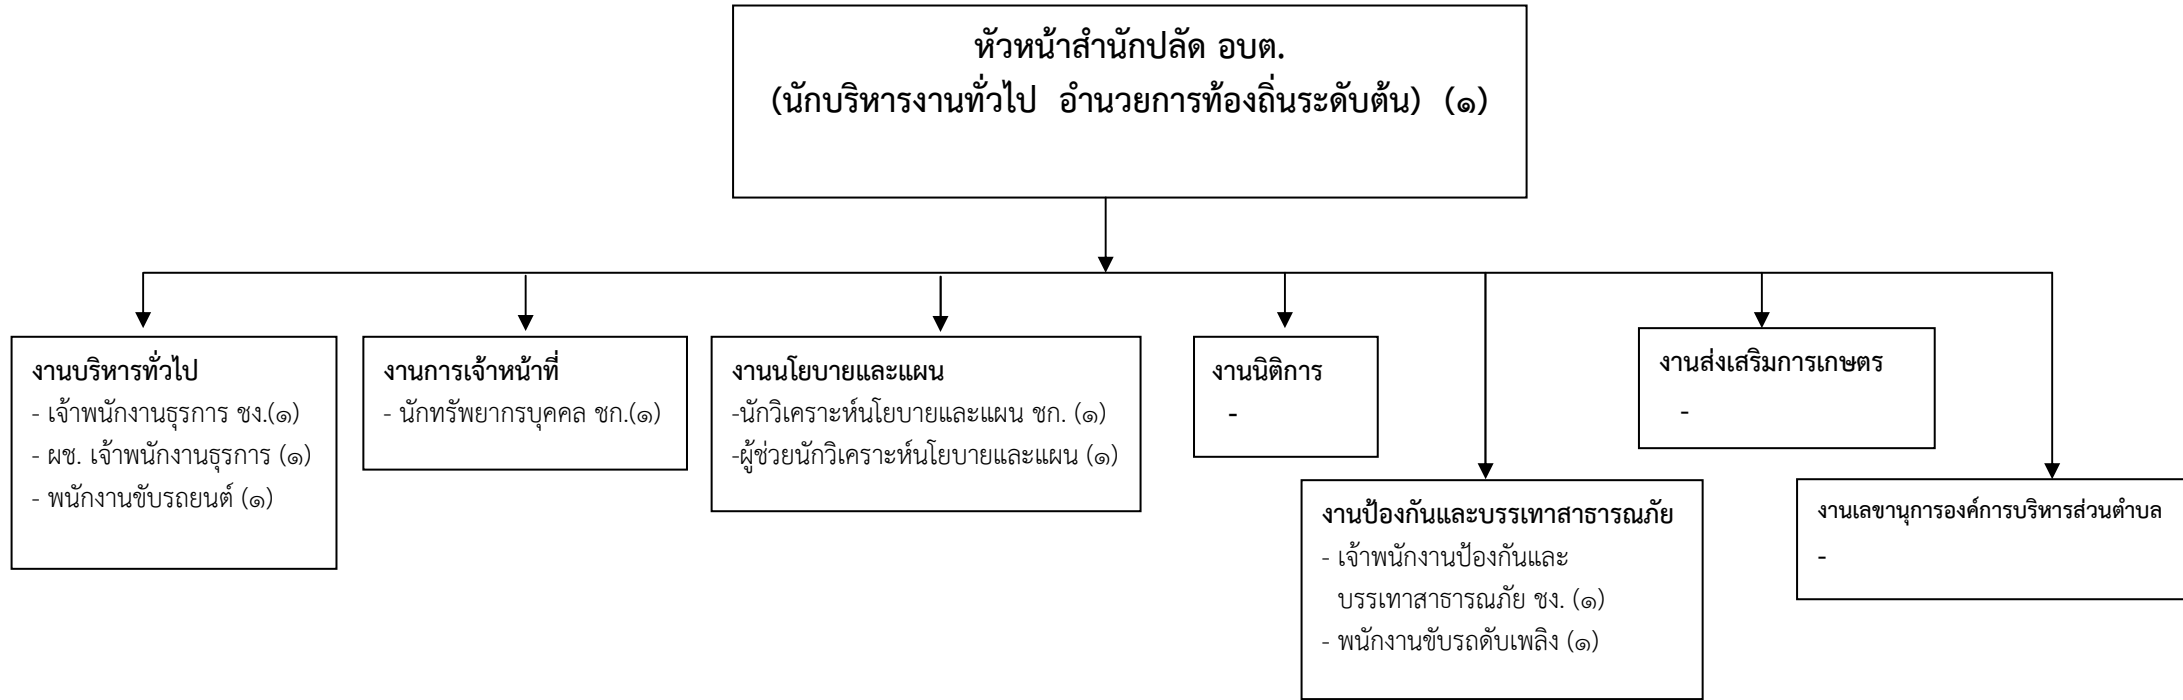 หัวหน้าสำนักปลัด อบต.
(นักบริหารงานทั่วไป อำนวยการท้องถิ่นระดับต้น) (๑)
งานบริหารทั่วไป
- เจ้าพนักงานธุรการ ชง.(๑)
- ผช. เจ้าพนักงานธุรการ (๑)
- พนักงานขับรถยนต์ (๑)
งานการเจ้าหน้าที่
- นักทรัพยากรบุคคล ชก.(๑)
งานนโยบายและแผน
-นักวิเคราะห์นโยบายและแผน ชก. (๑)
-ผู้ช่วยนักวิเคราะห์นโยบายและแผน (๑)
งานนิติการ
-
งานป้องกันและบรรเทาสาธารณภัย
- เจ้าพนักงานป้องกันและ
บรรเทาสาธารณภัย ชง. (๑)
- พนักงานขับรถดับเพลิง (๑)
งานส่งเสริมการเกษตร
-
งานเลขานุการองค์การบริหารส่วนตำบล
-